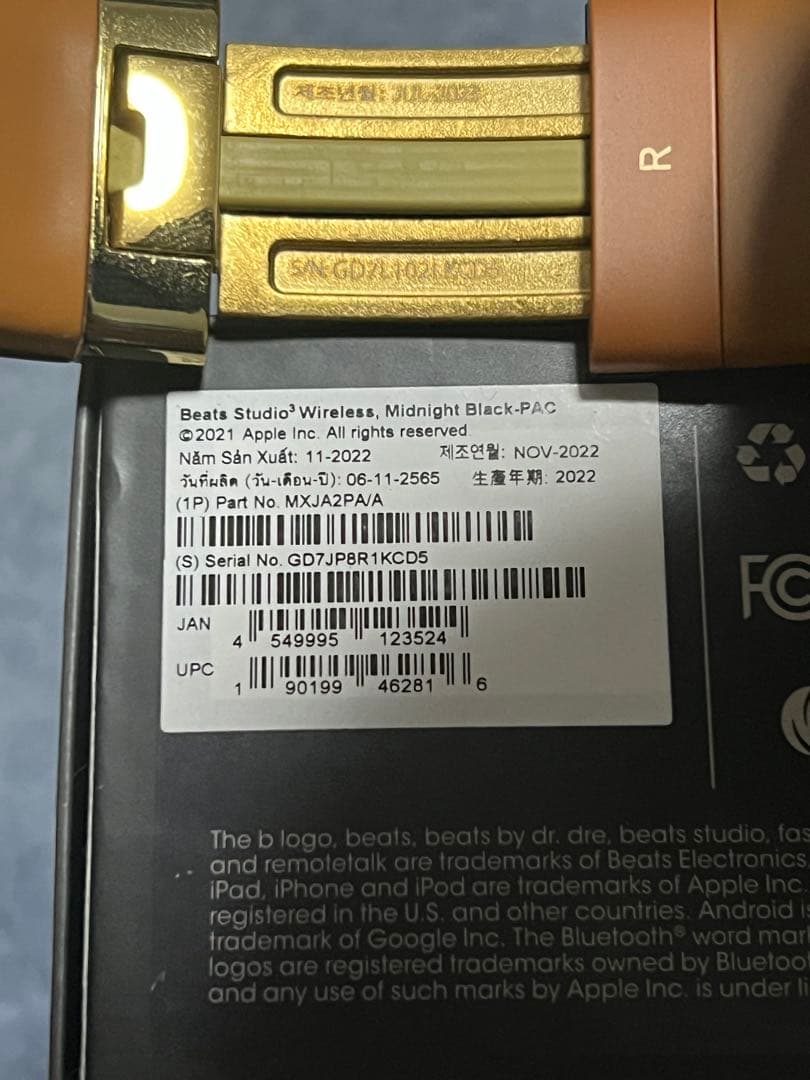 제조년월: JUL-2023
R
Beats Studio³ Wireless, Midnight Black-PAC
©2021 Apple Inc. All rights reserved.
Năm Sản Xuất: 11-2022 제조연월: NOV-2022
วันที่ผลิต (วัน-เดือน-ปี): 06-11-2565 生產年期: 2022
(1P) Part No. MXJA2PA/A
(S) Serial No. GD7JP8R1KCD5
JAN
4 549995 123524
UPC
1 90199 46281 6
FC
The b logo, beats, beats by dr. dre, beats studio, fas
and remotetalk are trademarks of Beats Electronics
iPad, iPhone and iPod are trademarks of Apple Inc.
registered in the U.S. and other countries. Android is
trademark of Google Inc. The Bluetooth® word mar
logos are registered trademarks owned by Bluetoo
and any use of such marks by Apple Inc. is under li